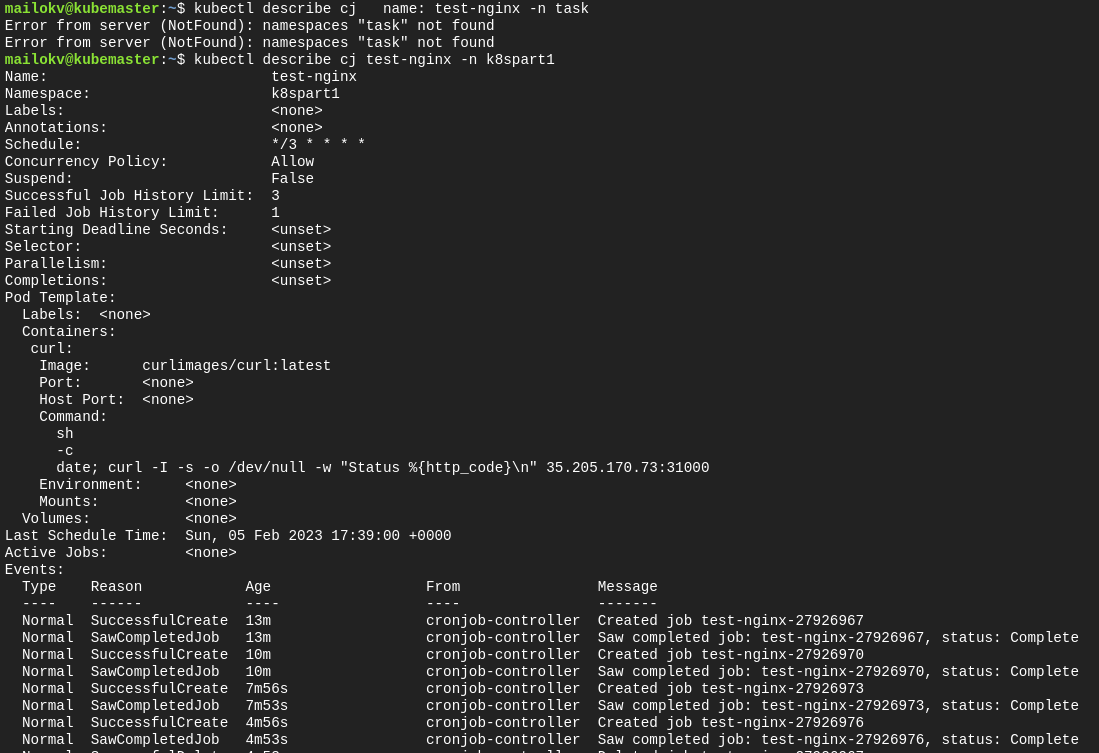 mailokv@kubemaster:~$ kubectl describe cj   name: test-nginx -n task
Error from server (NotFound): namespaces "task" not found
Error from server (NotFound): namespaces "task" not found
mailokv@kubemaster:~$ kubectl describe cj test-nginx -n k8spart1
Name:                          test-nginx
Namespace:                     k8spart1
Labels:                        <none>
Annotations:                   <none>
Schedule:                      */3 * * * *
Concurrency Policy:            Allow
Suspend:                       False
Successful Job History Limit:  3
Failed Job History Limit:      1
Starting Deadline Seconds:     <unset>
Selector:                      <unset>
Parallelism:                   <unset>
Completions:                   <unset>
Pod Template:
  Labels:  <none>
  Containers:
   curl:
    Image:      curlimages/curl:latest
    Port:       <none>
    Host Port:  <none>
    Command:
      sh
      -c
      date; curl -I -s -o /dev/null -w "Status %{http_code}\n" 35.205.170.73:31000
    Environment:     <none>
    Mounts:          <none>
  Volumes:           <none>
Last Schedule Time:  Sun, 05 Feb 2023 17:39:00 +0000
Active Jobs:         <none>
Events:
  Type    Reason            Age                  From                Message
  ----    ------            ----                 ----                -------
  Normal  SuccessfulCreate  13m                  cronjob-controller  Created job test-nginx-27926967
  Normal  SawCompletedJob   13m                  cronjob-controller  Saw completed job: test-nginx-27926967, status: Complete
  Normal  SuccessfulCreate  10m                  cronjob-controller  Created job test-nginx-27926970
  Normal  SawCompletedJob   10m                  cronjob-controller  Saw completed job: test-nginx-27926970, status: Complete
  Normal  SuccessfulCreate  7m56s                cronjob-controller  Created job test-nginx-27926973
  Normal  SawCompletedJob   7m53s                cronjob-controller  Saw completed job: test-nginx-27926973, status: Complete
  Normal  SuccessfulCreate  4m56s                cronjob-controller  Created job test-nginx-27926976
  Normal  SawCompletedJob   4m53s                cronjob-controller  Saw completed job: test-nginx-27926976, status: Complete